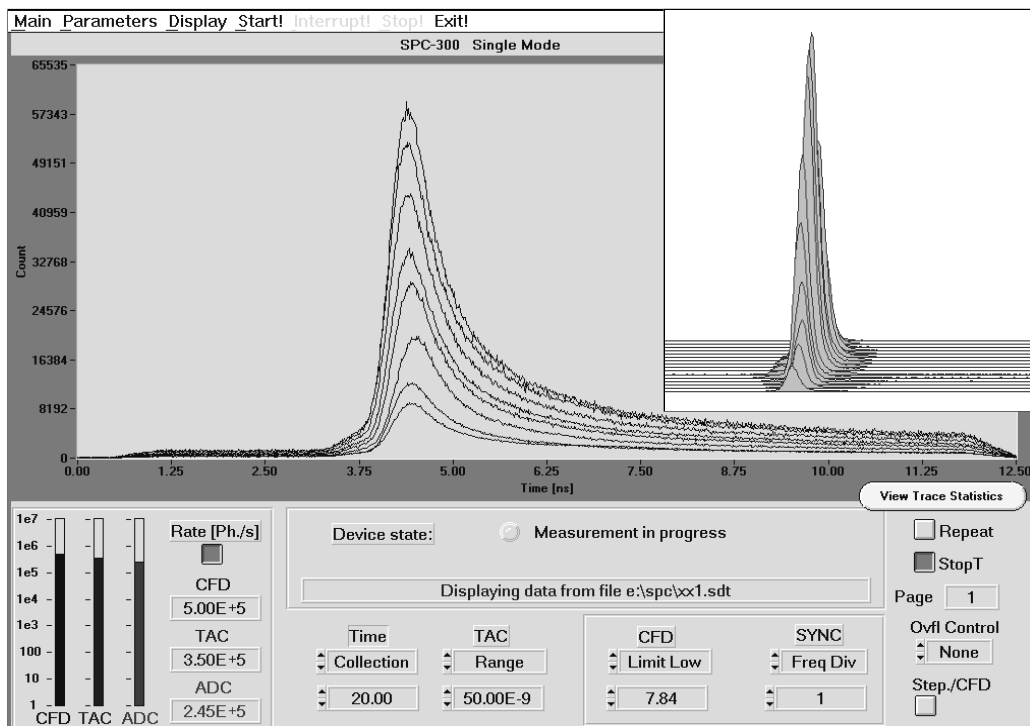 Main Parameters Display Start! Interrupt! Stop! Exit!
SPC-300 Single Mode
65535
57343
49151
40959
32768
24576
16384
8192
0
Count
0.00 1.25 2.50 3.75 5.00 6.25 7.50 8.75 10.00 11.25 12.50
Time [ns]
View Trace Statistics
1e7
1e6
1e5
1e4
1e3
100
10
1
CFD TAC ADC
Rate [Ph./s]
CFD
5.00E+5
TAC
3.50E+5
ADC
2.45E+5
Device state:
Measurement in progress
Displaying data from file e:\spc\xx1.sdt
Time
Collection
20.00
TAC
Range
50.00E-9
CFD
Limit Low
7.84
SYNC
Freq Div
1
Repeat
StopT
Page 1
Ovfl Control
None
Step./CFD